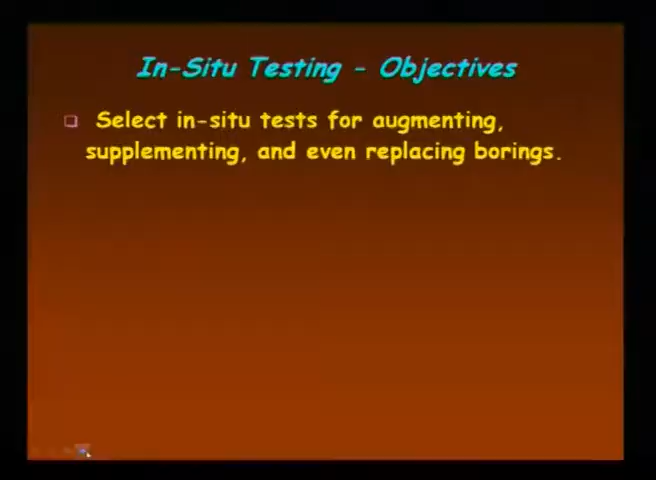 In-Situ Testing - Objectives
Select in-situ tests for augmenting,
supplementing, and even replacing borings.